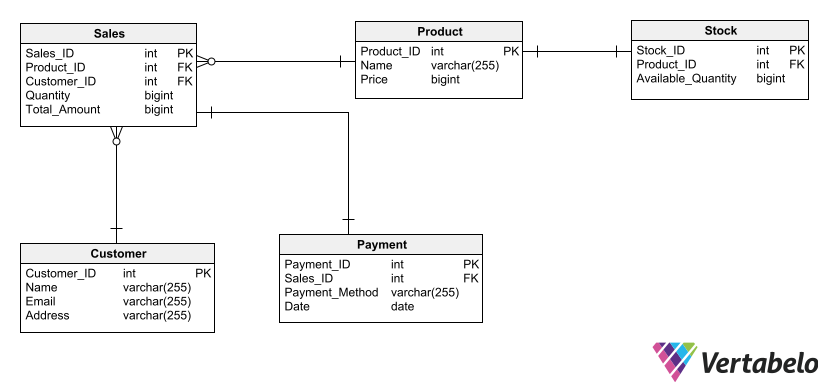 Sales
Sales_ID int PK
Product_ID int FK
Customer_ID int FK
Quantity bigint
Total_Amount bigint
Product
Product_ID int PK
Name varchar(255)
Price bigint
Stock
Stock_ID int PK
Product_ID int FK
Available_Quantity bigint
Customer
Customer_ID int PK
Name varchar(255)
Email varchar(255)
Address varchar(255)
Payment
Payment_ID int PK
Sales_ID int FK
Payment_Method varchar(255)
Date date
Vertabelo